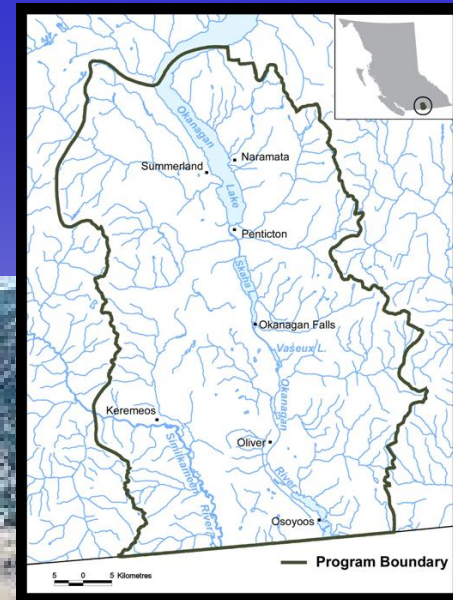 Okanagan
Naramata
Summerland
Lake
Penticton
Skaha L.
Okanagan Falls
Vaseux L.
Okanagan
Keremeos
Similkameen
River
Oliver
River
Osoyoos
Program Boundary
5 0 5 Kilometres